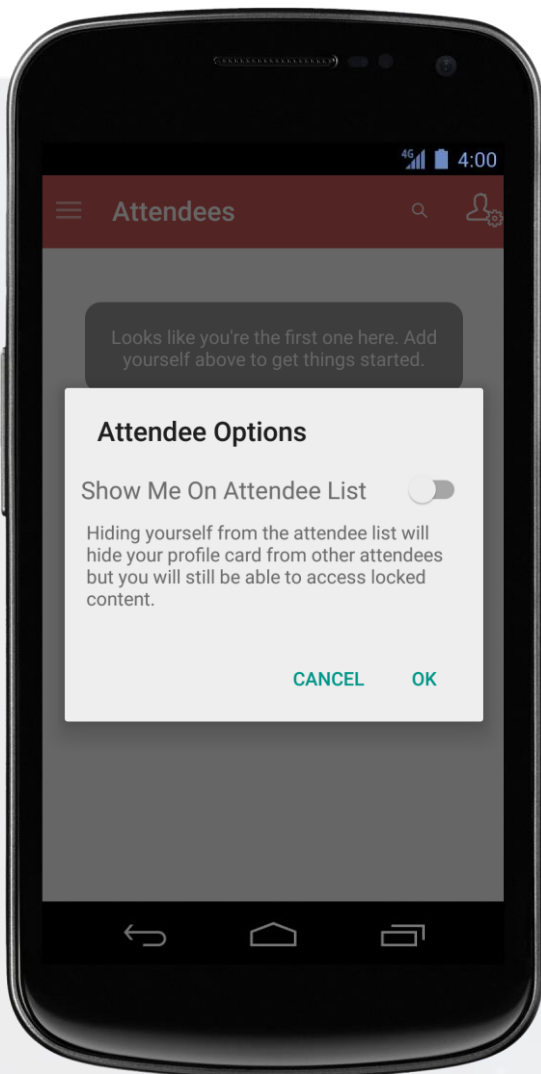 4G 4:00
Attendees
Looks like you're the first one here. Add
yourself above to get things started.
Attendee Options
Show Me On Attendee List
Hiding yourself from the attendee list will
hide your profile card from other attendees
but you will still be able to access locked
content.
CANCEL OK